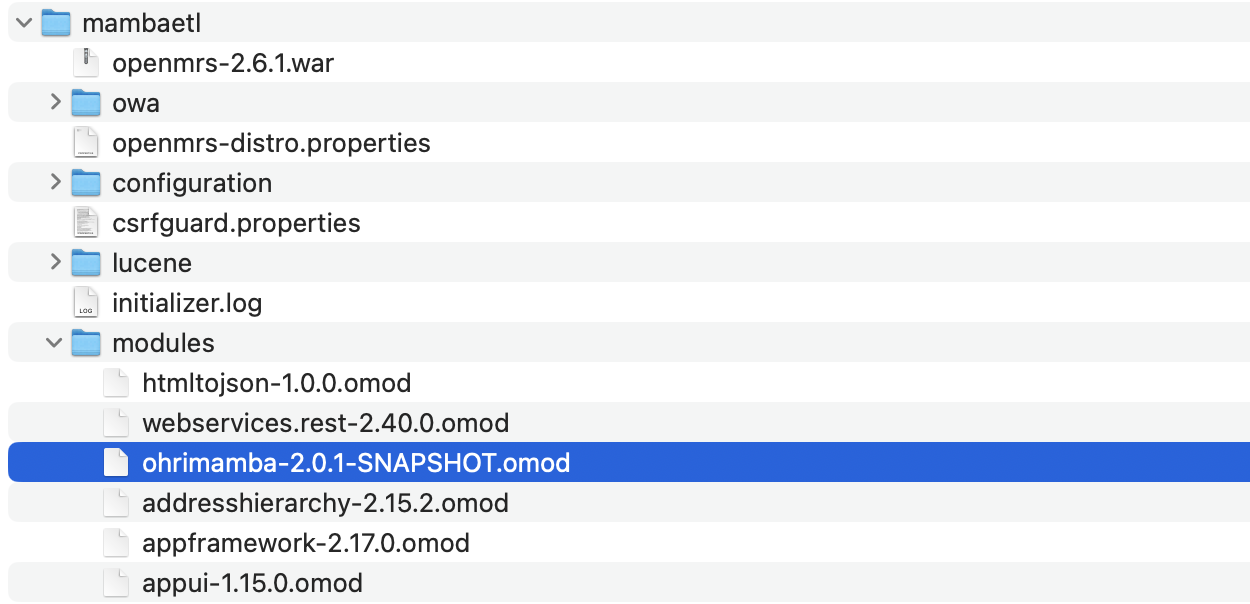 mambaetl
openmrs-2.6.1.war
owa
openmrs-distro.properties
configuration
csrfguard.properties
lucene
LOG initializer.log
modules
htmltojson-1.0.0.omod
webservices.rest-2.40.0.omod
ohrimamba-2.0.1-SNAPSHOT.omod
addresshierarchy-2.15.2.omod
appframework-2.17.0.omod
appui-1.15.0.omod